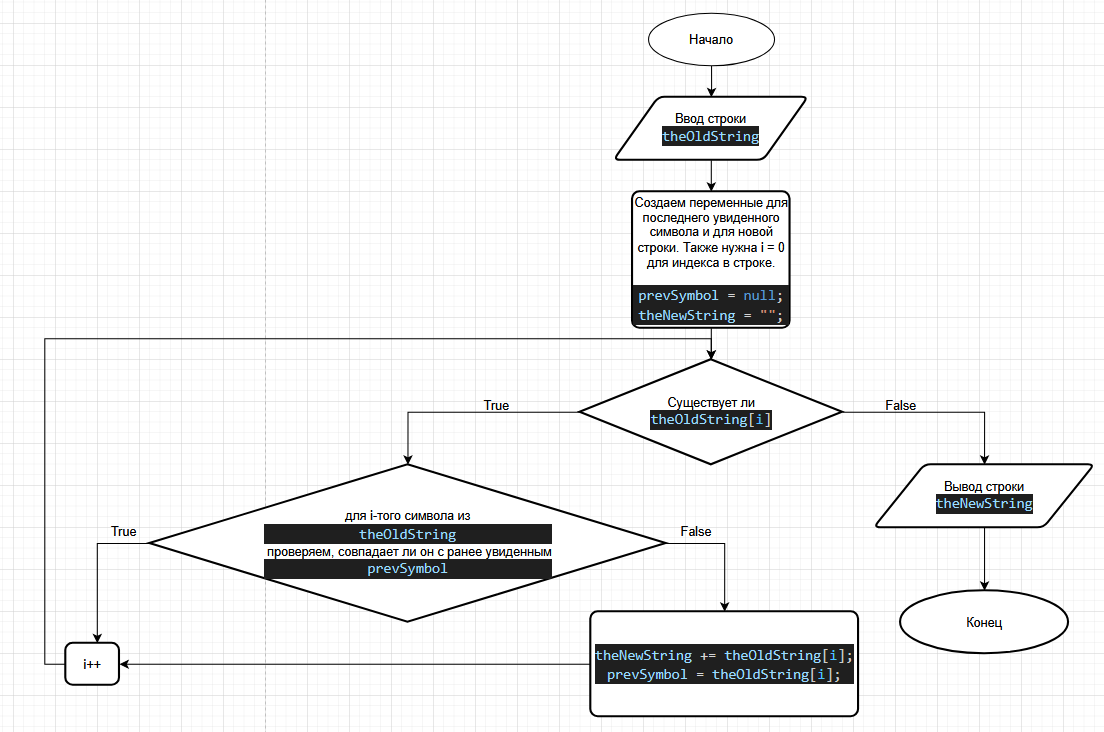 Начало
Ввод строки
theOldString
Создаем переменные для
последнего увиденного
символа и для новой
строки. Также нужна i = 0
для индекса в строке.
prevSymbol = null;
theNewString = "";
Существует ли
theOldString[i]
True
False
для i-того символа из
theOldString
проверяем, совпадает ли он с ранее увиденным
prevSymbol
True
False
Вывод строки
theNewString
Конец
i++
theNewString += theOldString[i];
prevSymbol = theOldString[i];